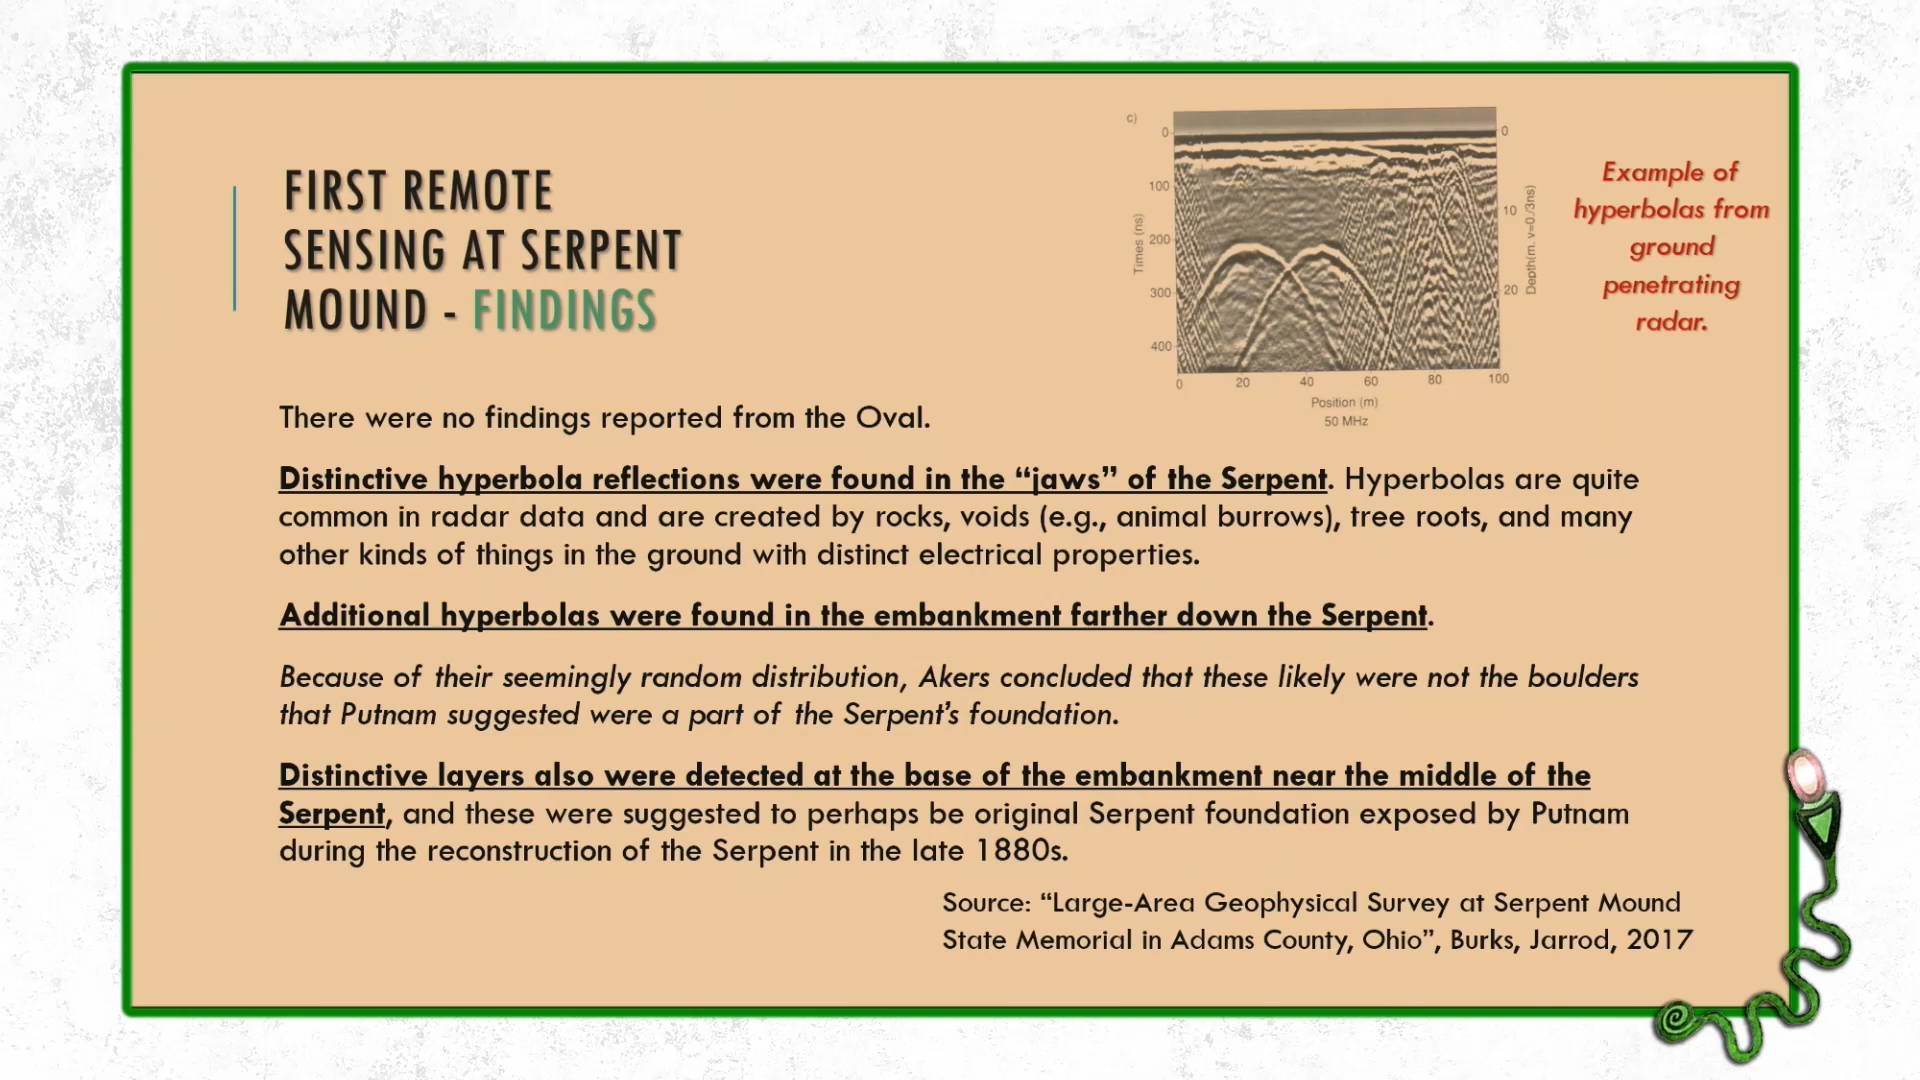 FIRST REMOTE
SENSING AT SERPENT
MOUND - FINDINGS
c)
0
100
200
300
400
Times (ns)
0
10
20
Depth(m. v=0./3ns)
0 20 40 60 80 100
Position (m)
50 MHz
Example of
hyperbolas from
ground
penetrating
radar.
There were no findings reported from the Oval.
Distinctive hyperbola reflections were found in the “jaws” of the Serpent. Hyperbolas are quite
common in radar data and are created by rocks, voids (e.g., animal burrows), tree roots, and many
other kinds of things in the ground with distinct electrical properties.
Additional hyperbolas were found in the embankment farther down the Serpent.
Because of their seemingly random distribution, Akers concluded that these likely were not the boulders
that Putnam suggested were a part of the Serpent’s foundation.
Distinctive layers also were detected at the base of the embankment near the middle of the
Serpent, and these were suggested to perhaps be original Serpent foundation exposed by Putnam
during the reconstruction of the Serpent in the late 1880s.
Source: “Large-Area Geophysical Survey at Serpent Mound
State Memorial in Adams County, Ohio”, Burks, Jarrod, 2017